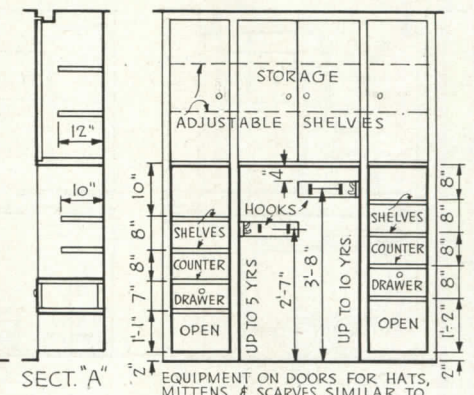 STORAGE
ADJUSTABLE SHELVES
12"
10"
10"
8"
8"
7"
1'-1"
2"
4"
HOOKS
SHELVES
COUNTER
DRAWER
OPEN
UP TO 5 YRS
2'-7"
3'-8"
UP TO 10 YRS.
SHELVES
COUNTER
DRAWER
OPEN
8"
8"
8"
8"
1'-2"
2"
SECT. "A"
EQUIPMENT ON DOORS FOR HATS,
MITTENS & SCARVES SIMILAR TO